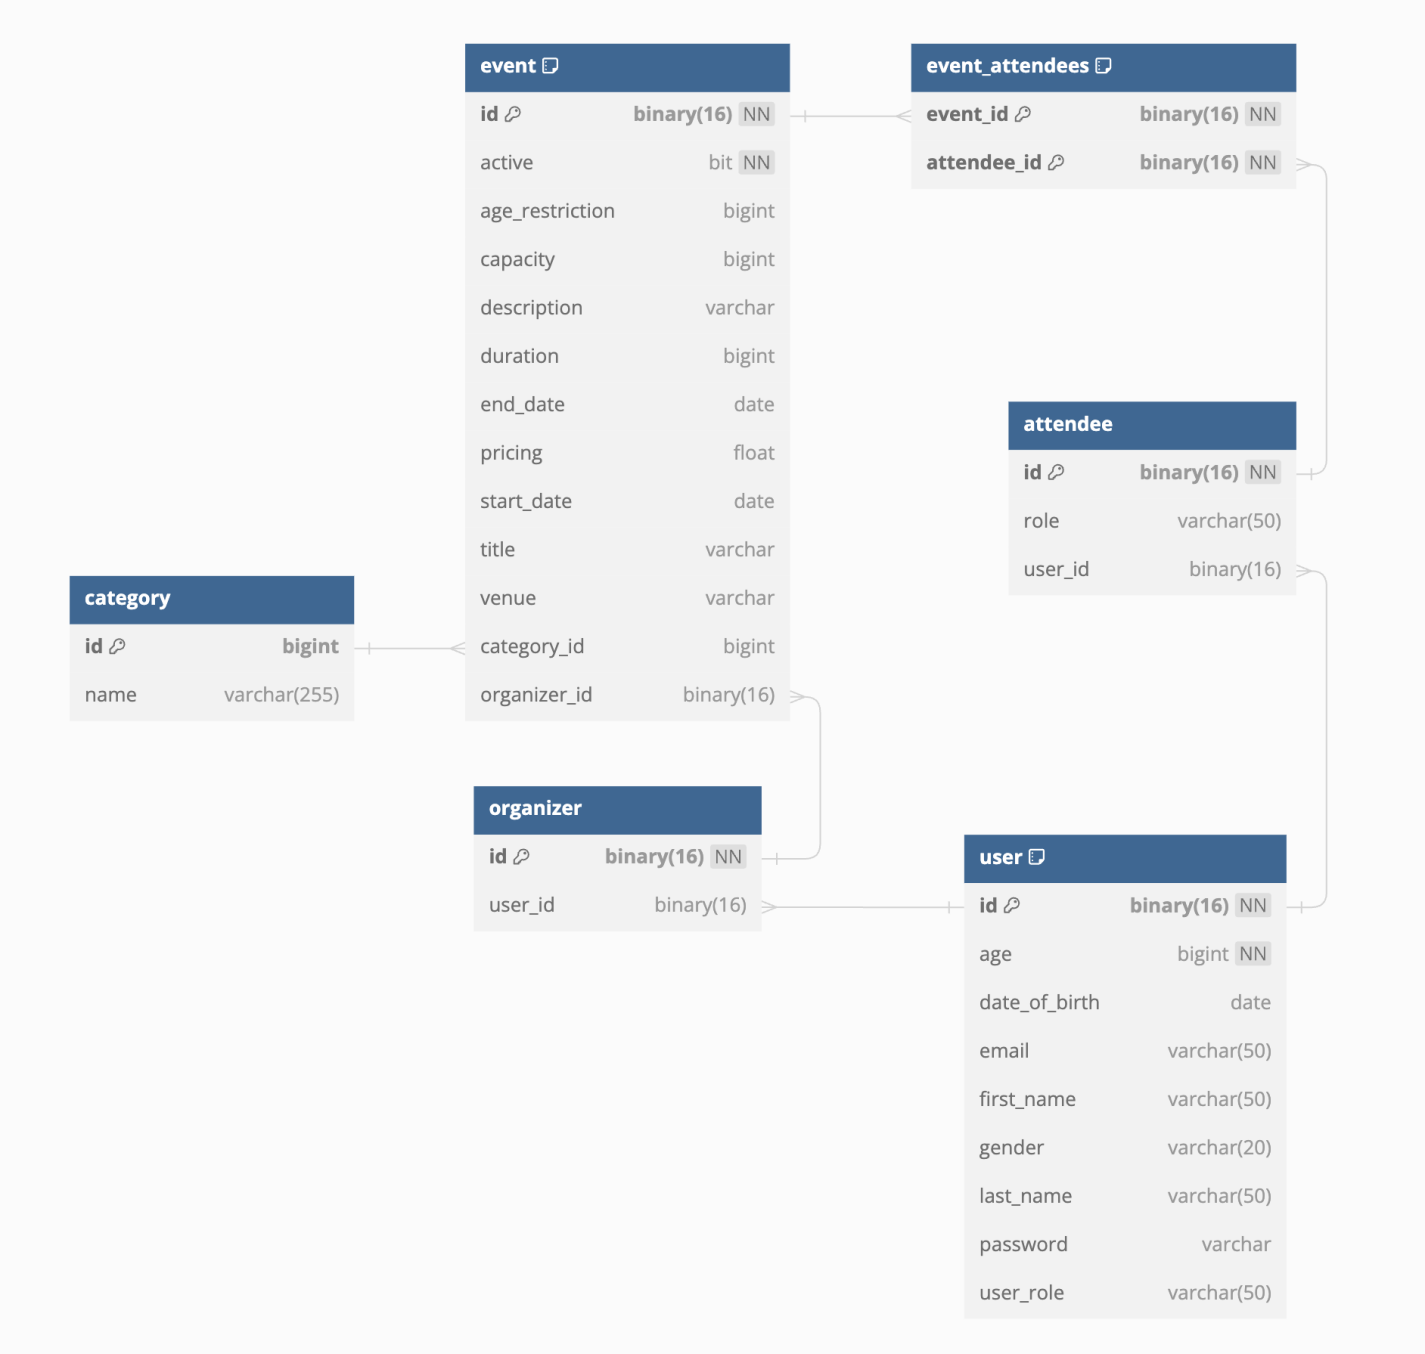 event
id binary(16) NN
active bit NN
age_restriction bigint
capacity bigint
description varchar
duration bigint
end_date date
pricing float
start_date date
title varchar
venue varchar
category_id bigint
organizer_id binary(16)
event_attendees
event_id binary(16) NN
attendee_id binary(16) NN
attendee
id binary(16) NN
role varchar(50)
user_id binary(16)
category
id bigint
name varchar(255)
organizer
id binary(16) NN
user_id binary(16)
user
id binary(16) NN
age bigint NN
date_of_birth date
email varchar(50)
first_name varchar(50)
gender varchar(20)
last_name varchar(50)
password varchar
user_role varchar(50)